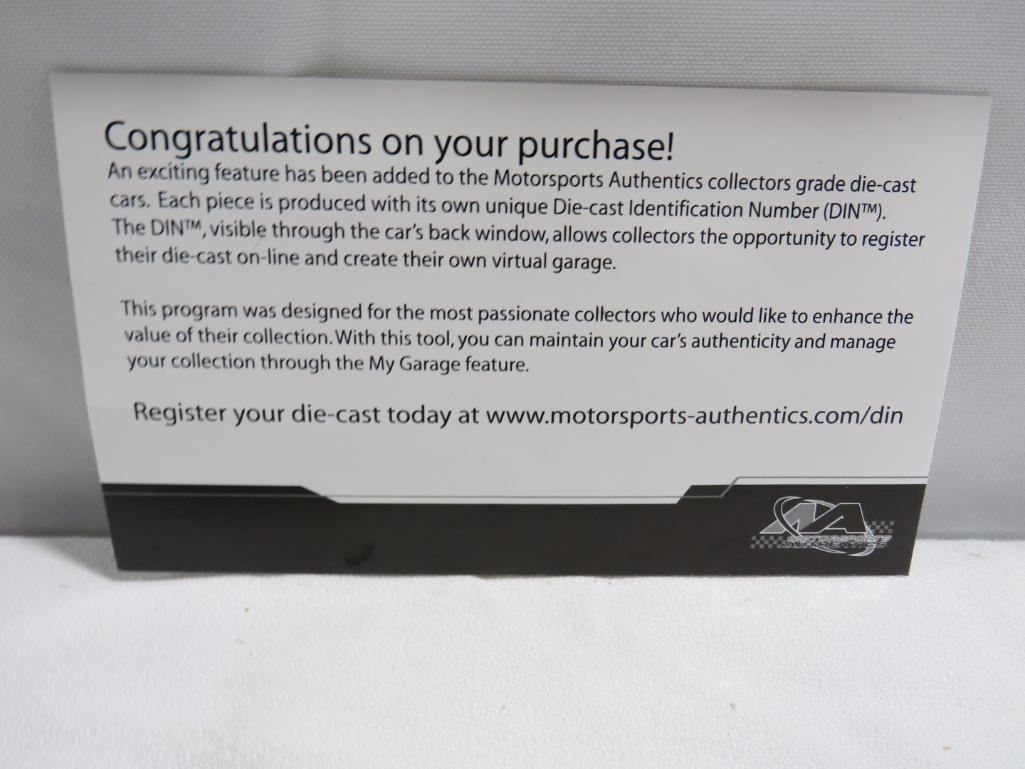 Congratulations on your purchase!
An exciting feature has been added to the Motorsports Authentics collectors grade die-cast
cars. Each piece is produced with its own unique Die-cast Identification Number (DIN™).
The DIN™, visible through the car's back window, allows collectors the opportunity to register
their die-cast on-line and create their own virtual garage.
This program was designed for the most passionate collectors who would like to enhance the
value of their collection. With this tool, you can maintain your car's authenticity and manage
your collection through the My Garage feature.
Register your die-cast today at www.motorsports-authentics.com/din
MA
MOTORSPORTS
AUTHENTICS